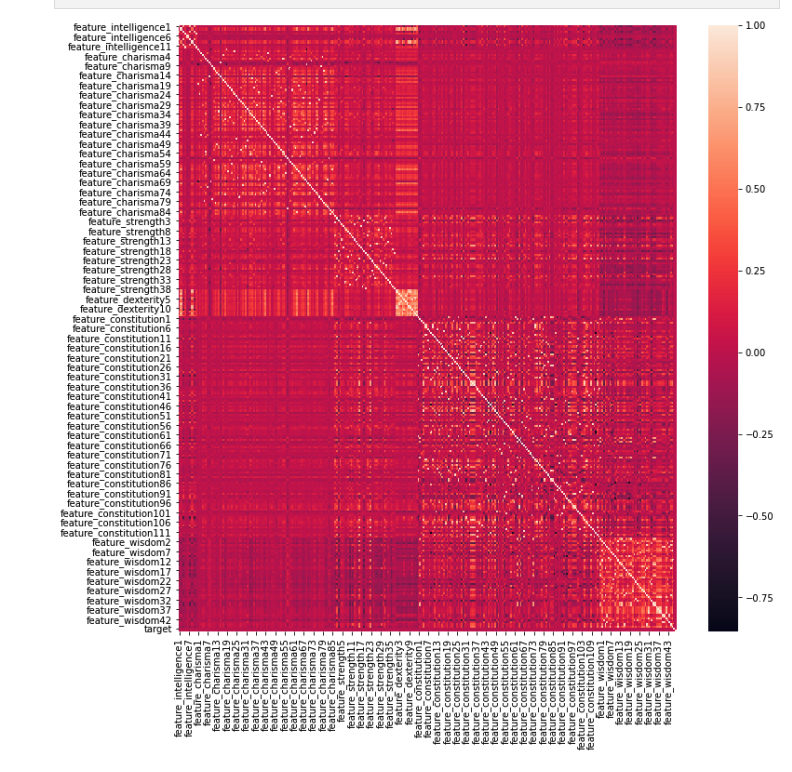 feature_intelligence1
feature_intelligence6
feature_intelligence11
feature_charisma4
feature_charisma9
feature_charisma14
feature_charisma19
feature_charisma24
feature_charisma29
feature_charisma34
feature_charisma39
feature_charisma44
feature_charisma49
feature_charisma54
feature_charisma59
feature_charisma64
feature_charisma69
feature_charisma74
feature_charisma79
feature_charisma84
feature_strength3
feature_strength8
feature_strength13
feature_strength18
feature_strength23
feature_strength28
feature_strength33
feature_strength38
feature_dexterity5
feature_dexterity10
feature_constitution1
feature_constitution6
feature_constitution11
feature_constitution16
feature_constitution21
feature_constitution26
feature_constitution31
feature_constitution36
feature_constitution41
feature_constitution46
feature_constitution51
feature_constitution56
feature_constitution61
feature_constitution66
feature_constitution71
feature_constitution76
feature_constitution81
feature_constitution86
feature_constitution91
feature_constitution96
feature_constitution101
feature_constitution106
feature_constitution111
feature_wisdom2
feature_wisdom7
feature_wisdom12
feature_wisdom17
feature_wisdom22
feature_wisdom27
feature_wisdom32
feature_wisdom37
feature_wisdom42
target
feature_intelligence1
feature_intelligence7
feature_charisma1
feature_charisma7
feature_charisma13
feature_charisma19
feature_charisma25
feature_charisma31
feature_charisma37
feature_charisma43
feature_charisma49
feature_charisma55
feature_charisma61
feature_charisma67
feature_charisma73
feature_charisma79
feature_charisma85
feature_strength5
feature_strength11
feature_strength17
feature_strength23
feature_strength29
feature_strength35
feature_dexterity3
feature_dexterity9
feature_constitution1
feature_constitution7
feature_constitution13
feature_constitution19
feature_constitution25
feature_constitution31
feature_constitution37
feature_constitution43
feature_constitution49
feature_constitution55
feature_constitution61
feature_constitution67
feature_constitution73
feature_constitution79
feature_constitution85
feature_constitution91
feature_constitution97
feature_constitution103
feature_constitution109
feature_wisdom1
feature_wisdom7
feature_wisdom13
feature_wisdom19
feature_wisdom25
feature_wisdom31
feature_wisdom37
feature_wisdom43
1.00
0.75
0.50
0.25
0.00
−0.25
−0.50
−0.75